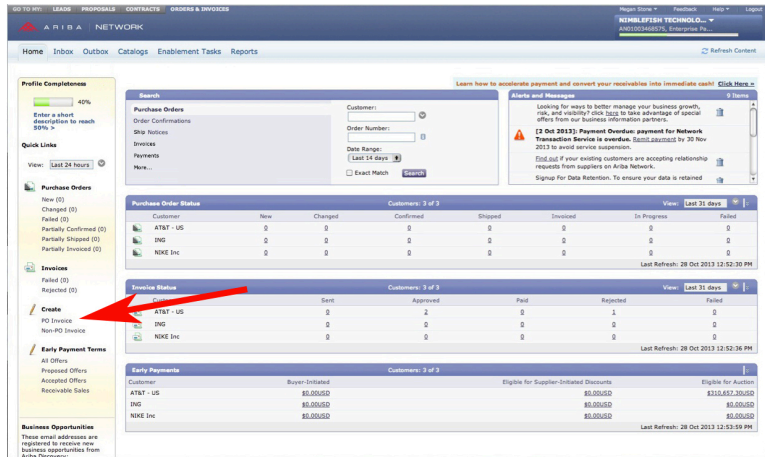 GO TO MY: LEADS PROPOSALS CONTRACTS ORDERS & INVOICES
Megan Stone Feedback Help Logout
ARIBA NETWORK
NIMBLEFISH TECHNOLO...
AN01003468575, Enterprise Pa...
Home Inbox Outbox Catalogs Enablement Tasks Reports
Refresh Content
Learn how to accelerate payment and convert your receivables into immediate cash! Click Here »
Profile Completeness
40%
Enter a short
description to reach
50% >
Quick Links
View: Last 24 hours
Purchase Orders
New (0)
Changed (0)
Failed (0)
Partially Confirmed (0)
Partially Shipped (0)
Partially Invoiced (0)
Invoices
Failed (0)
Rejected (0)
Create
PO Invoice
Non-PO Invoice
Early Payment Terms
All Offers
Proposed Offers
Accepted Offers
Receivable Sales
Business Opportunities
These email addresses are
registered to receive new
business opportunities from
Ariba Discovery:
Search
Purchase Orders
Order Confirmations
Ship Notices
Invoices
Payments
More...
Customer:
Order Number:
Date Range:
Last 14 days
Exact Match Search
Alerts and Messages 9 Items
Looking for ways to better manage your business growth,
risk, and visibility? click here to take advantage of special
offers from our business information partners.
[2 Oct 2013]: Payment Overdue: payment for Network
Transaction Service is overdue. Remit payment by 30 Nov
2013 to avoid service suspension.
Find out if your existing customers are accepting relationship
requests from suppliers on Ariba Network.
Signup For Data Retention. To ensure your data is retained
Purchase Order Status Customers: 3 of 3 View: Last 31 days
Customer New Changed Confirmed Shipped Invoiced In Progress Failed
AT&T - US 0 0 0 0 0 0 0
ING 0 0 0 0 0 0 0
NIKE Inc 0 0 0 0 0 0 0
Last Refresh: 28 Oct 2013 12:52:30 PM
Invoice Status Customers: 3 of 3 View: Last 31 days
Sent Approved Paid Rejected Failed
AT&T - US 0 2 0 1 0
ING 0 0 0 0 0
NIKE Inc 0 0 0 0 0
Last Refresh: 28 Oct 2013 12:52:36 PM
Early Payments Customers: 3 of 3
Customer Buyer-Initiated Eligible for Supplier-Initiated Discounts Eligible for Auction
AT&T - US $0.00USD $0.00USD $310,657.30USD
ING $0.00USD $0.00USD $0.00USD
NIKE Inc $0.00USD $0.00USD $0.00USD
Last Refresh: 28 Oct 2013 12:53:59 PM